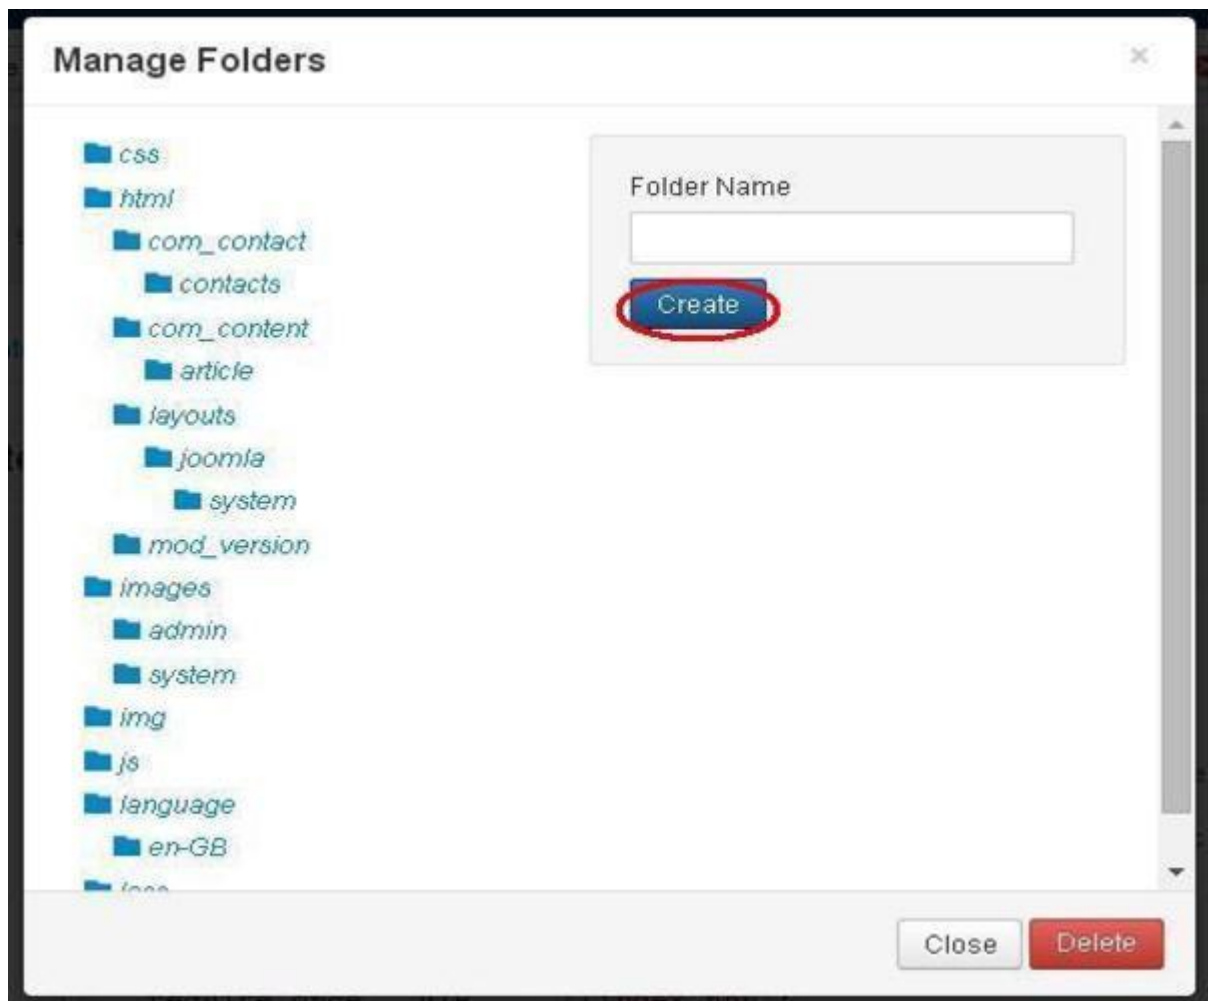 Manage Folders
×
css
html
com_contact
contacts
com_content
article
layouts
joomla
system
mod_version
images
admin
system
img
js
language
en-GB
Folder Name
Create
Close
Delete